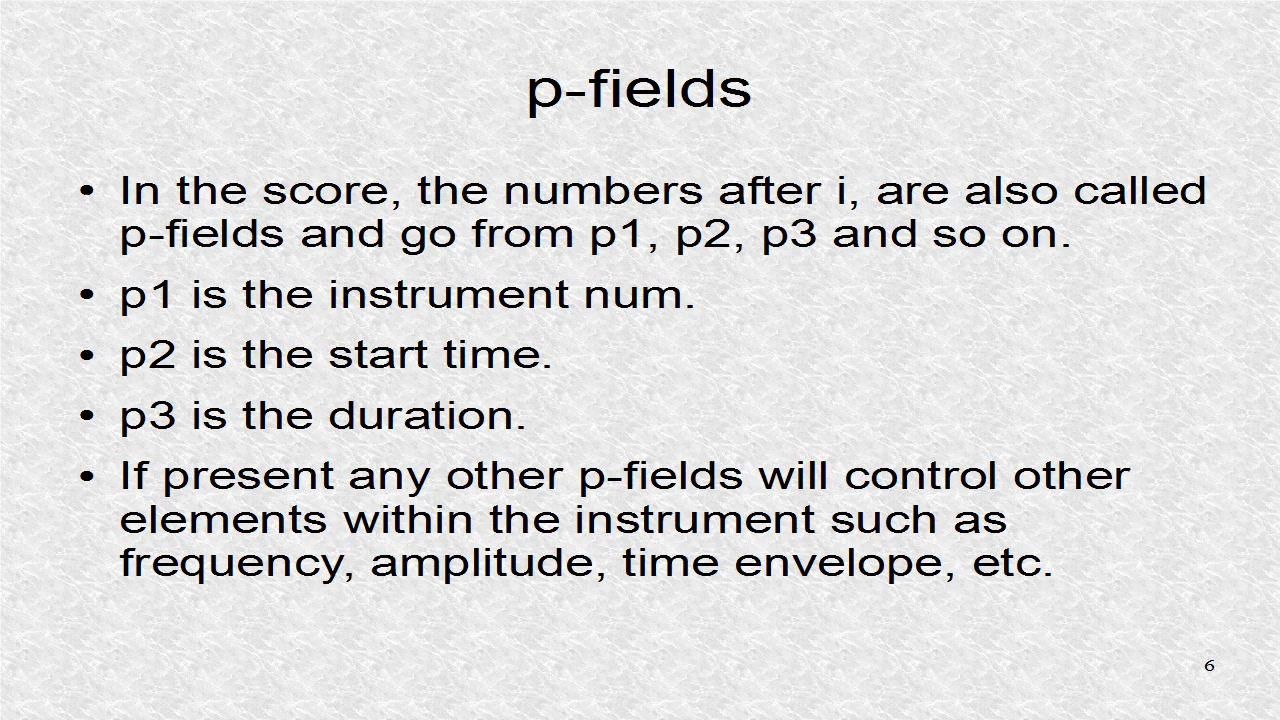 p-fields
• In the score, the numbers after i, are also called
p-fields and go from p1, p2, p3 and so on.
• p1 is the instrument num.
• p2 is the start time.
• p3 is the duration.
• If present any other p-fields will control other
elements within the instrument such as
frequency, amplitude, time envelope, etc.
6